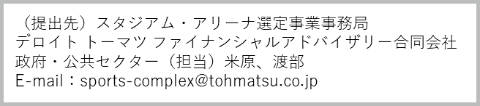 （提出先）スタジアム・アリーナ選定事業事務局
デロイト トーマツ ファイナンシャルアドバイザリー合同会社
政府・公共セクター（担当）米原、渡部
E-mail：sports-complex@tohmatsu.co.jp